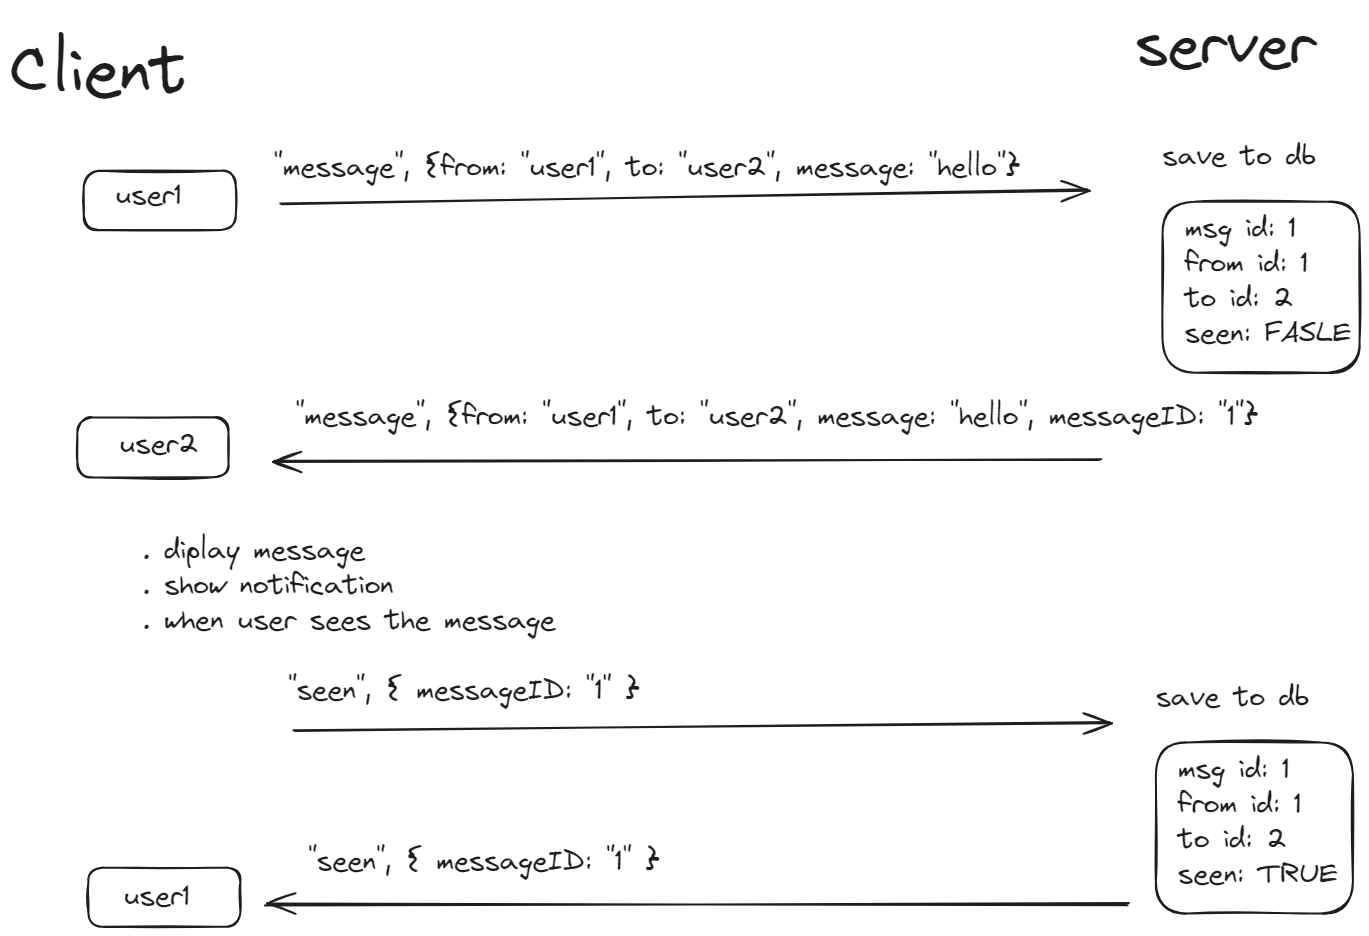 Client
server
"message", {from: "user1", to: "user2", message: "hello"}
save to db
user1
msg id: 1
from id: 1
to id: 2
seen: FASLE
"message", {from: "user1", to: "user2", message: "hello", messageID: "1"}
user2
. diplay message
. show notification
. when user sees the message
"seen", { messageID: "1" }
save to db
msg id: 1
from id: 1
to id: 2
seen: TRUE
"seen", { messageID: "1" }
user1